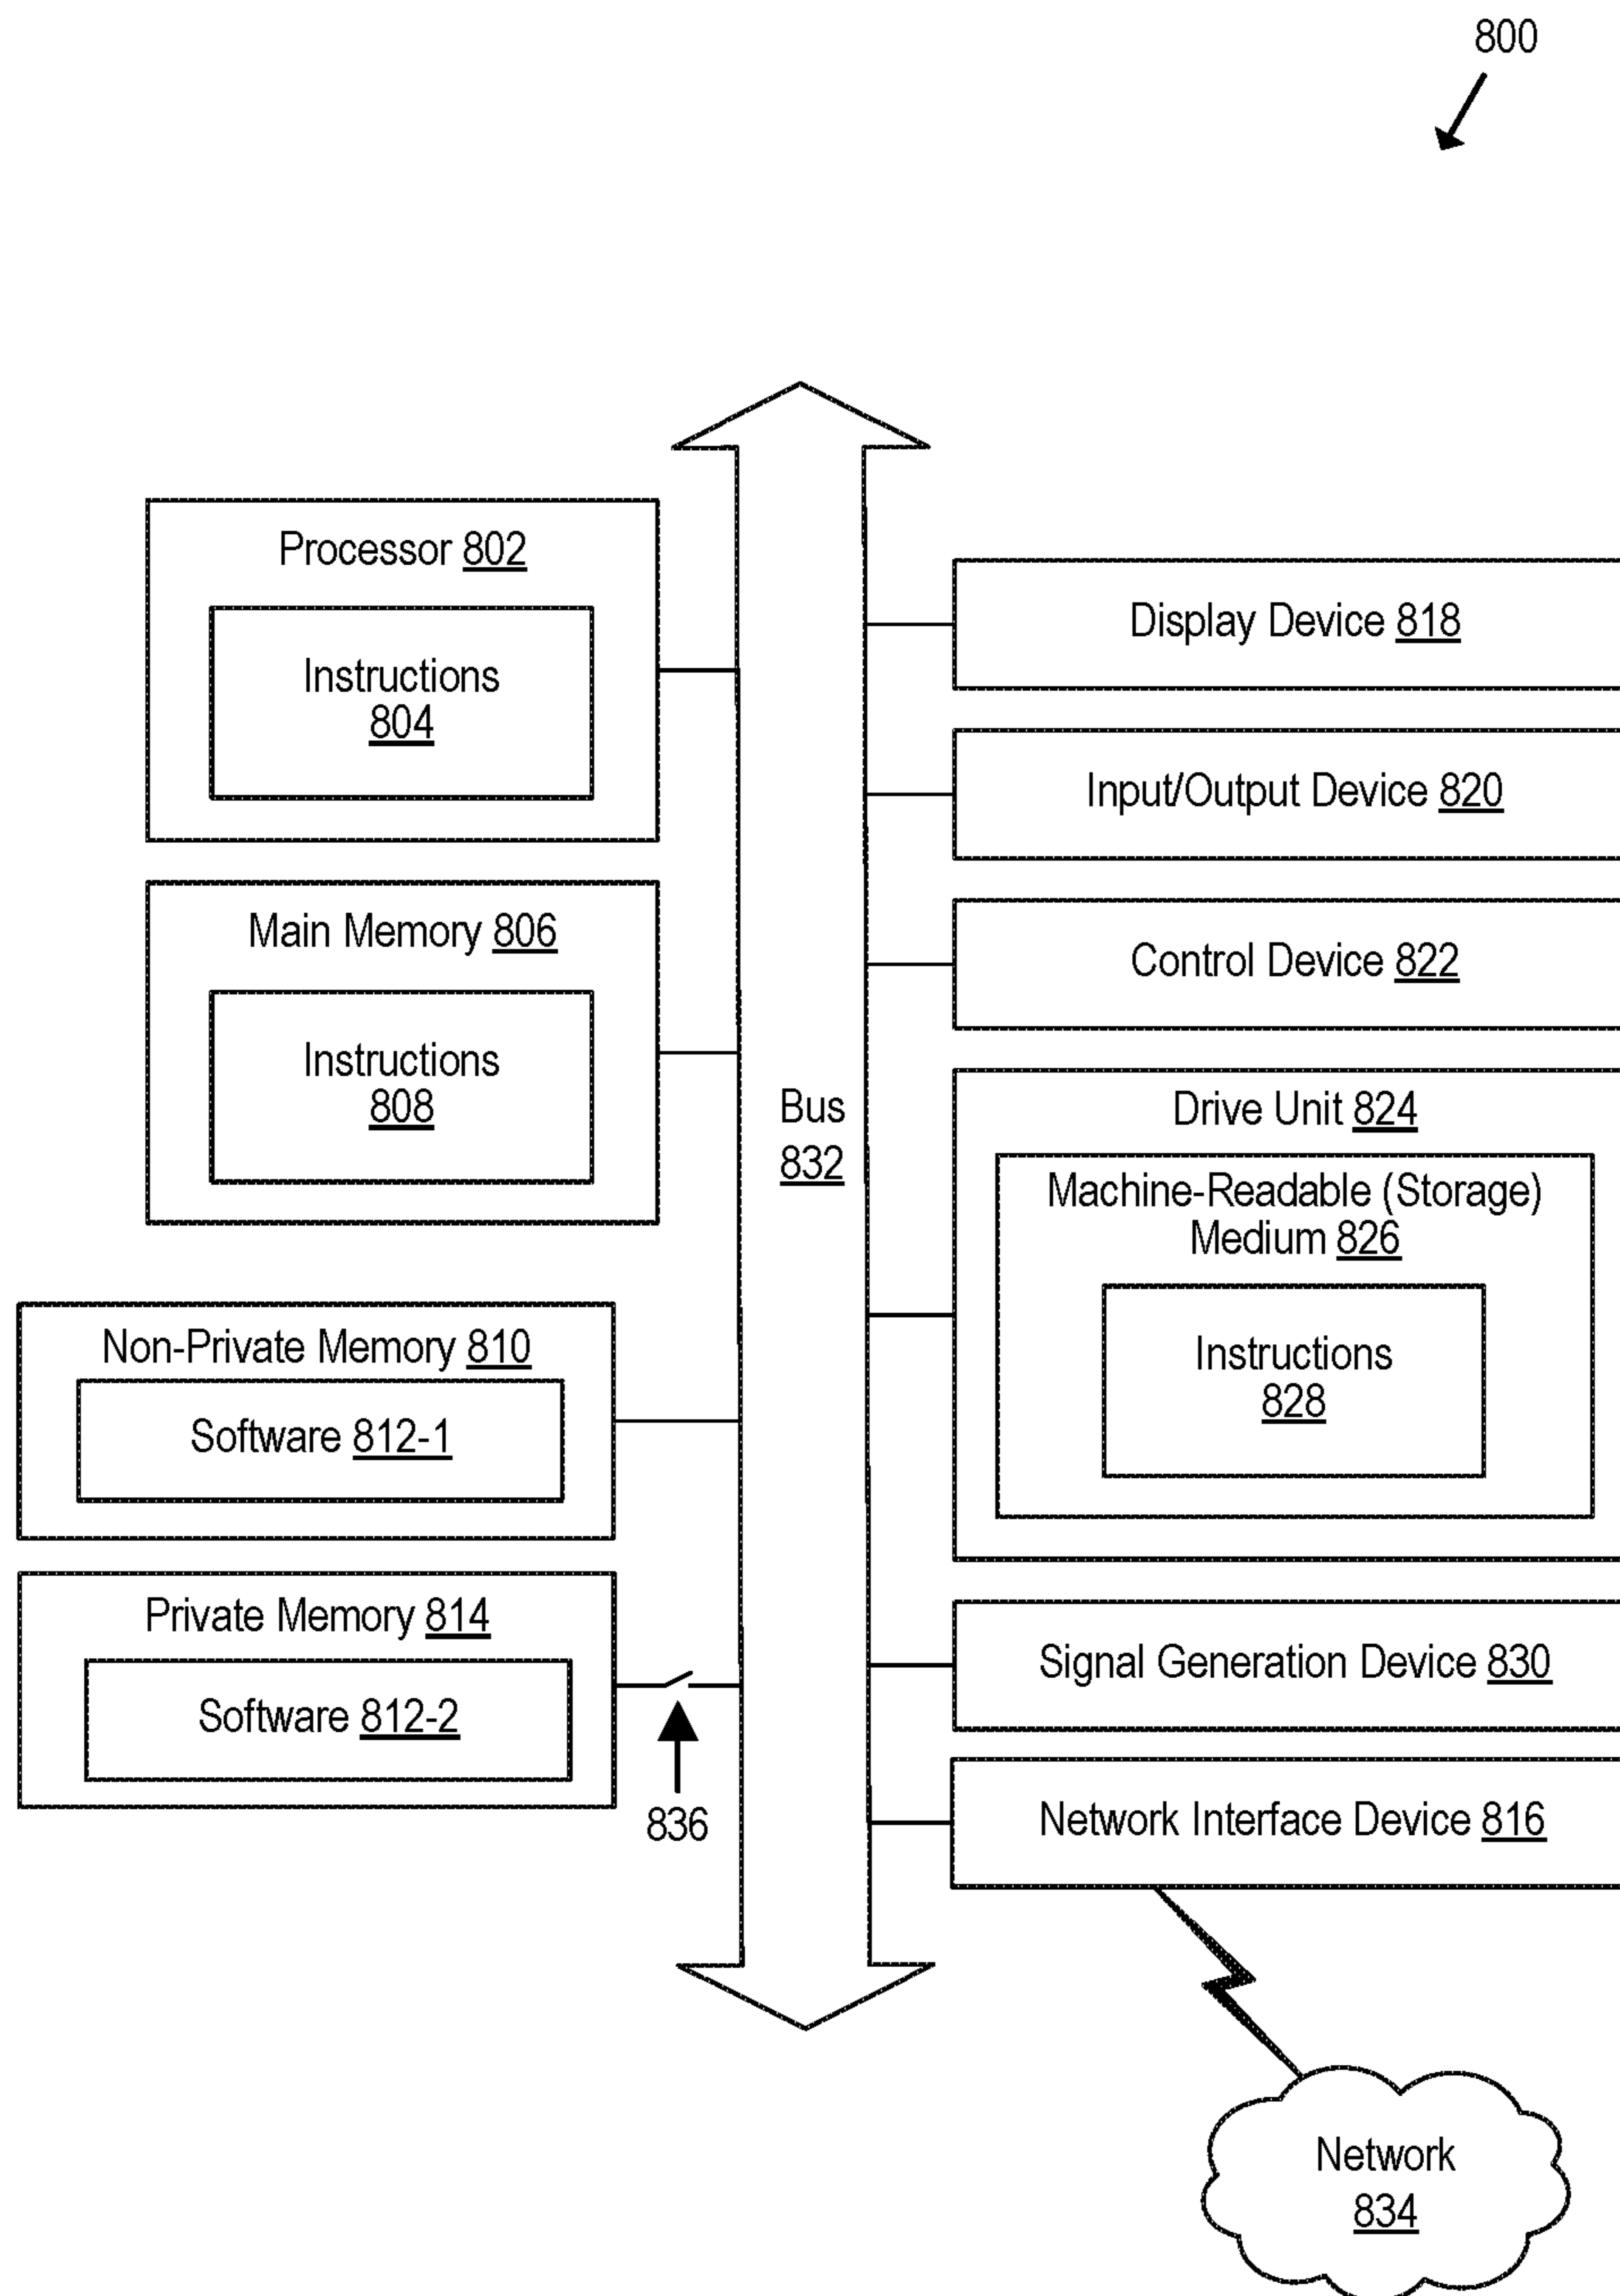 800
Processor 802
Instructions
804
Main Memory 806
Instructions
808
Non-Private Memory 810
Software 812-1
Private Memory 814
Software 812-2
836
Bus
832
Display Device 818
Input/Output Device 820
Control Device 822
Drive Unit 824
Machine-Readable (Storage)
Medium 826
Instructions
828
Signal Generation Device 830
Network Interface Device 816
Network
834